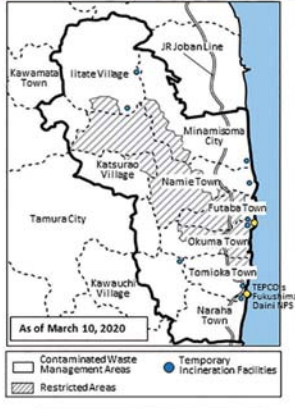 JR Joban Line
Kawamata
Town
Iitate Village
Minamisoma
City
Katsurao
Village
Namie Town
Futaba Town
Tamura City
Okuma Town
Tomioka Town
Kawauchi
Village
TEPCO's
Fukushima
Daini NPS
Naraha
Town
As of March 10, 2020
Contaminated Waste
Management Areas
Temporary
Incineration Facilities
Restricted Areas